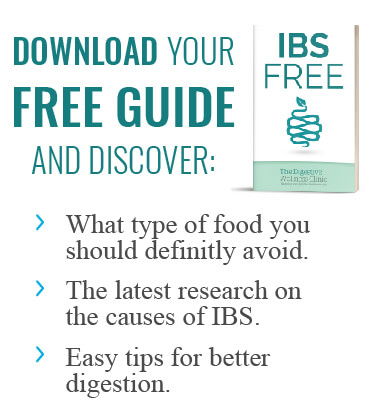 DOWNLOAD YOUR
FREE GUIDE
AND DISCOVER:
IBS
FREE
The Digestive
Wellness Clinic
What type of food you
should definitly avoid.
The latest research on
the causes of IBS.
Easy tips for better
digestion.